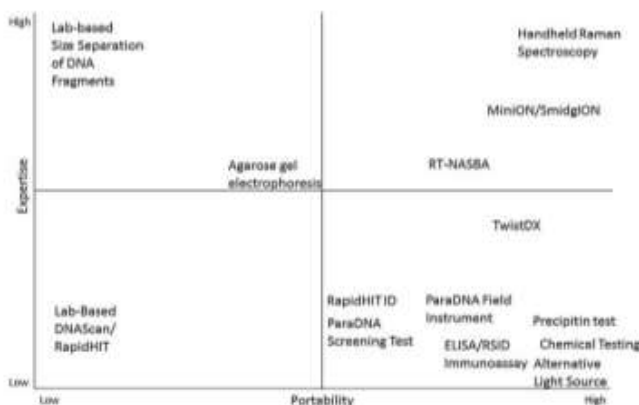 High
Lab-based
Size Separation
of DNA
Fragments
Handheld Raman
Spectroscopy
MiniON/SmidgION
Agarose gel
electrophoresis
RT-NASBA
Expertise
TwistDX
Lab-Based
DNAScan/
RapidHIT
RapidHIT ID
ParaDNA
Screening Test
ParaDNA Field
Instrument
ELISA/RSID
Immunoassay
Precipitin test
Chemical Testing
Alternative
Light Source
Low
Low
Portability
High